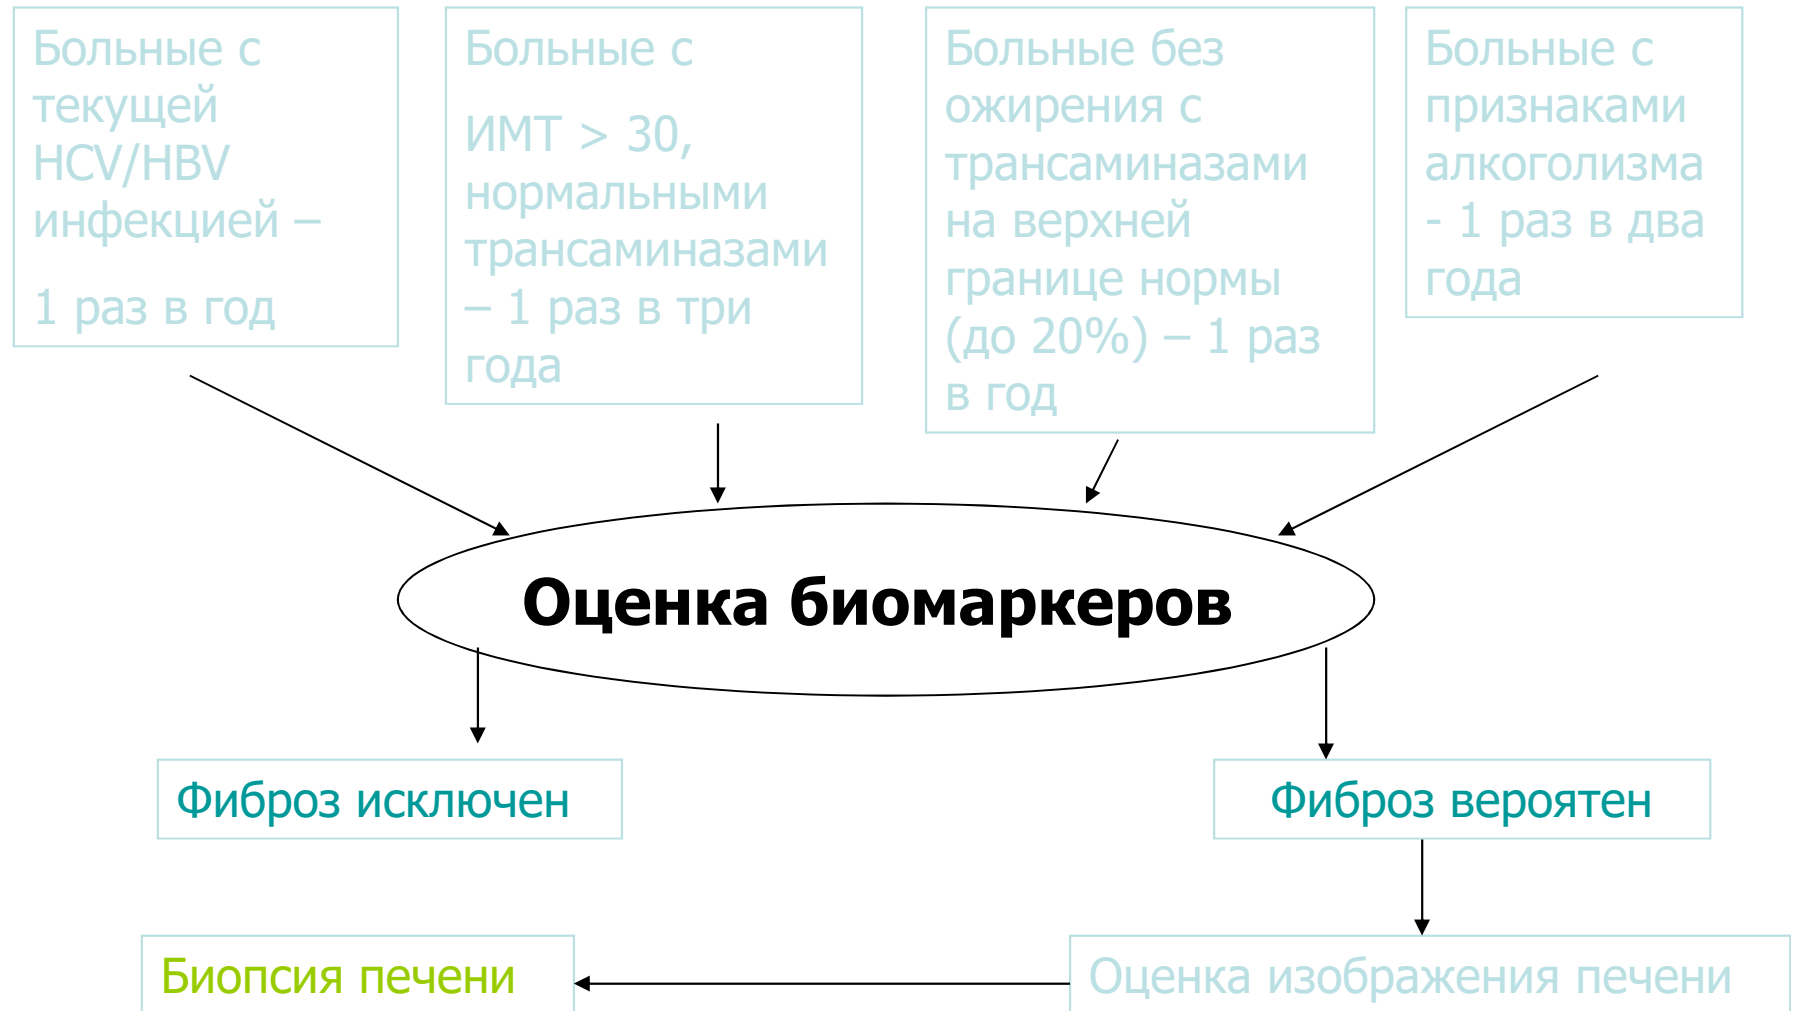 Больные с
текущей
HCV/HBV
инфекцией –
1 раз в год
Больные с
ИМТ > 30,
нормальными
трансаминазами
– 1 раз в три
года
Больные без
ожирения с
трансаминазами
на верхней
границе нормы
(до 20%) – 1 раз
в год
Больные с
признаками
алкоголизма
- 1 раз в два
года
Оценка биомаркеров
Фиброз исключен
Фиброз вероятен
Биопсия печени
Оценка изображения печени